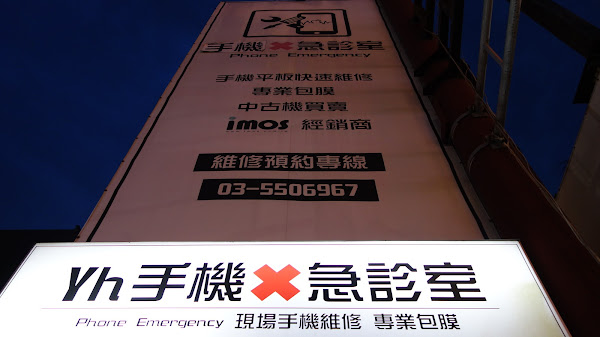 手機✖急診室
Phone Emergency
手機平板快速維修
專業包膜
中古機買賣
imos 經銷商
維修預約專線
03-5506967
Yh手機✖急診室
Phone Emergency 現場手機維修 專業包膜